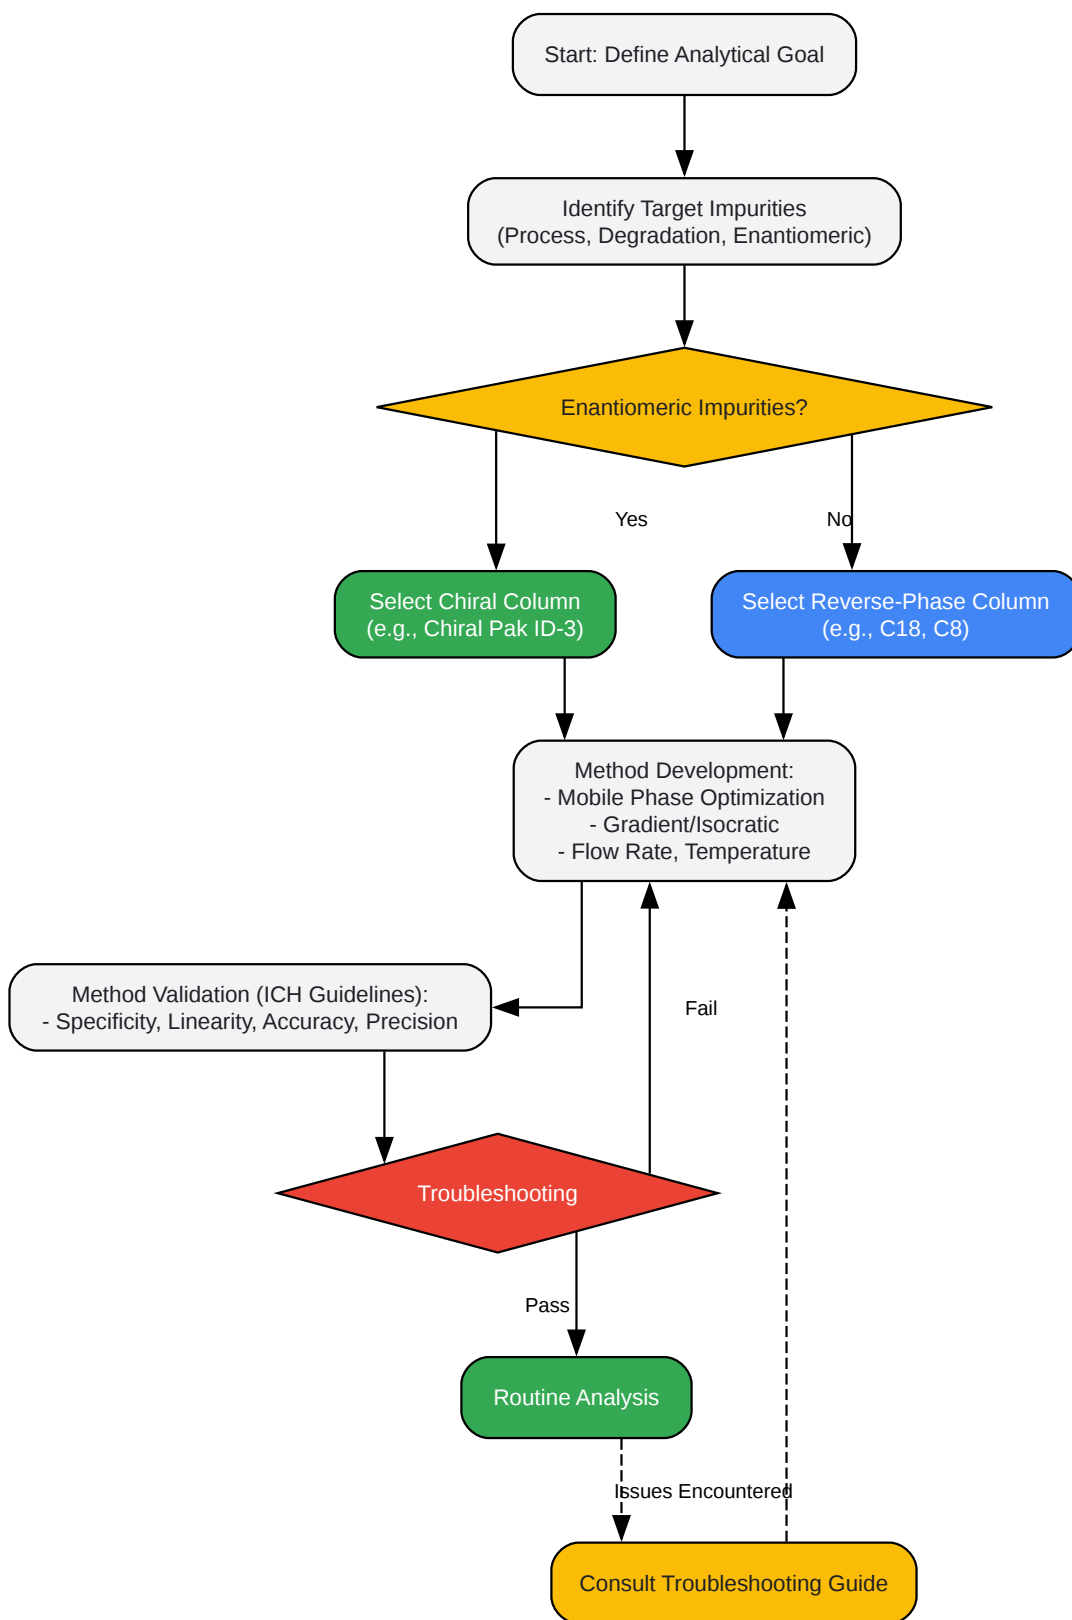 Start: Define Analytical Goal
Identify Target Impurities
(Process, Degradation, Enantiomeric)
Enantiomeric Impurities?
Yes
No
Select Chiral Column
(e.g., Chiral Pak ID-3)
Select Reverse-Phase Column
(e.g., C18, C8)
Method Development:
- Mobile Phase Optimization
- Gradient/Isocratic
- Flow Rate, Temperature
Method Validation (ICH Guidelines):
- Specificity, Linearity, Accuracy, Precision
Fail
Troubleshooting
Pass
Routine Analysis
Issues Encountered
Consult Troubleshooting Guide